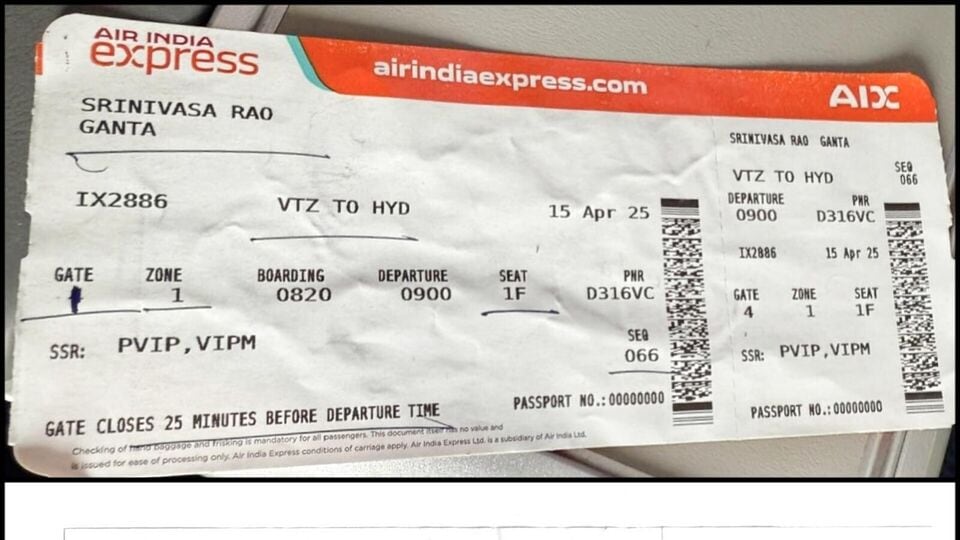 AIR INDIA
express
airindiaexpress.com
AIX
SRINIVASA RAO
GANTA
IX2886
VTZ TO HYD
15 Apr 25
GATE ZONE BOARDING DEPARTURE SEAT PNR
1 0820 0900 1F D316VC
SEQ
066
SSR: PVIP,VIPM
PASSPORT NO.:00000000
GATE CLOSES 25 MINUTES BEFORE DEPARTURE TIME
Checking of hand baggage and frisking is mandatory for all passengers. This document itself has no value and
is issued for ease of processing only. Air India Express conditions of carriage apply. Air India Express Ltd. is a subsidiary of Air India Ltd.
SRINIVASA RAO GANTA
SEQ
066
VTZ TO HYD
DEPARTURE PNR
0900 D316VC
IX2886 15 Apr 25
GATE ZONE SEAT
4 1 1F
SSR: PVIP,VIPM
PASSPORT NO.:00000000